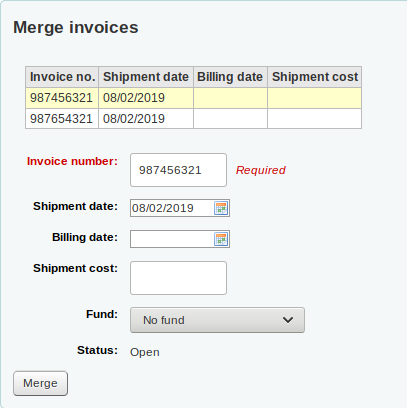 Merge invoices
Invoice no. Shipment date Billing date Shipment cost
987456321 08/02/2019
987654321 08/02/2019
Invoice number: 987456321 Required
Shipment date: 08/02/2019
Billing date:
Shipment cost:
Fund: No fund
Status: Open
Merge